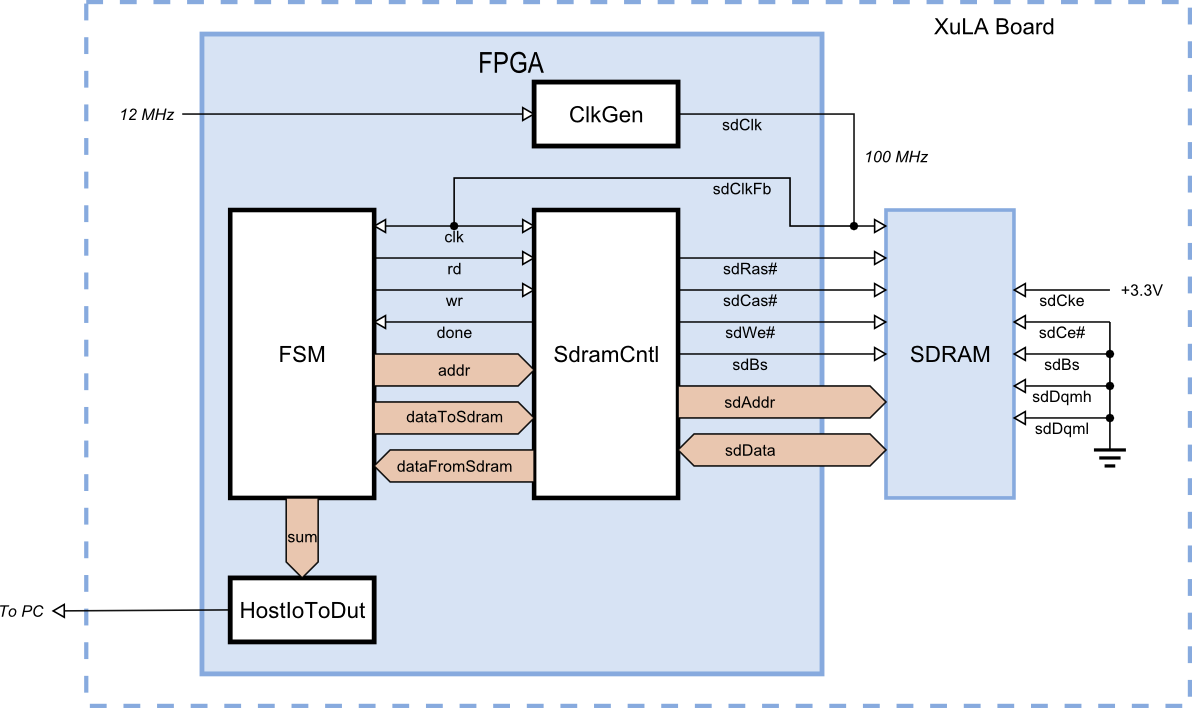 XuLA Board
FPGA
12 MHz
ClkGen
sdClk
100 MHz
sdClkFb
clk
rd
wr
done
addr
dataToSdram
dataFromSdram
FSM
SdramCntl
sdRas#
sdCas#
sdWe#
sdBs
sdAddr
sdData
SDRAM
+3.3V
sdCke
sdCe#
sdBs
sdDqmh
sdDqml
sum
HostIoToDut
To PC